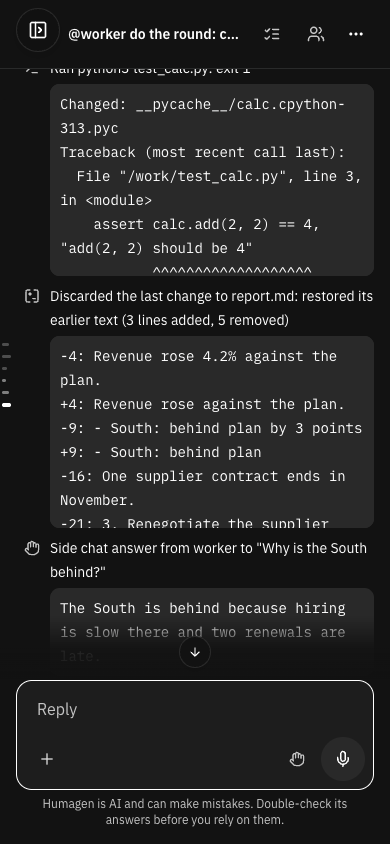 @worker do the round: c...
Ran python3 test_calc.py: exit 1
Changed: __pycache__/calc.cpython-
313.pyc
Traceback (most recent call last):
  File "/work/test_calc.py", line 3,
in <module>
    assert calc.add(2, 2) == 4,
"add(2, 2) should be 4"
           ^^^^^^^^^^^^^^^^^^^
Discarded the last change to report.md: restored its
earlier text (3 lines added, 5 removed)
-4: Revenue rose 4.2% against the
plan.
+4: Revenue rose against the plan.
-9: - South: behind plan by 3 points
+9: - South: behind plan
-16: One supplier contract ends in
November.
-21: 3. Renegotiate the supplier
Side chat answer from worker to "Why is the South
behind?"
The South is behind because hiring
is slow there and two renewals are
late.
Reply
Humagen is AI and can make mistakes. Double-check its
answers before you rely on them.